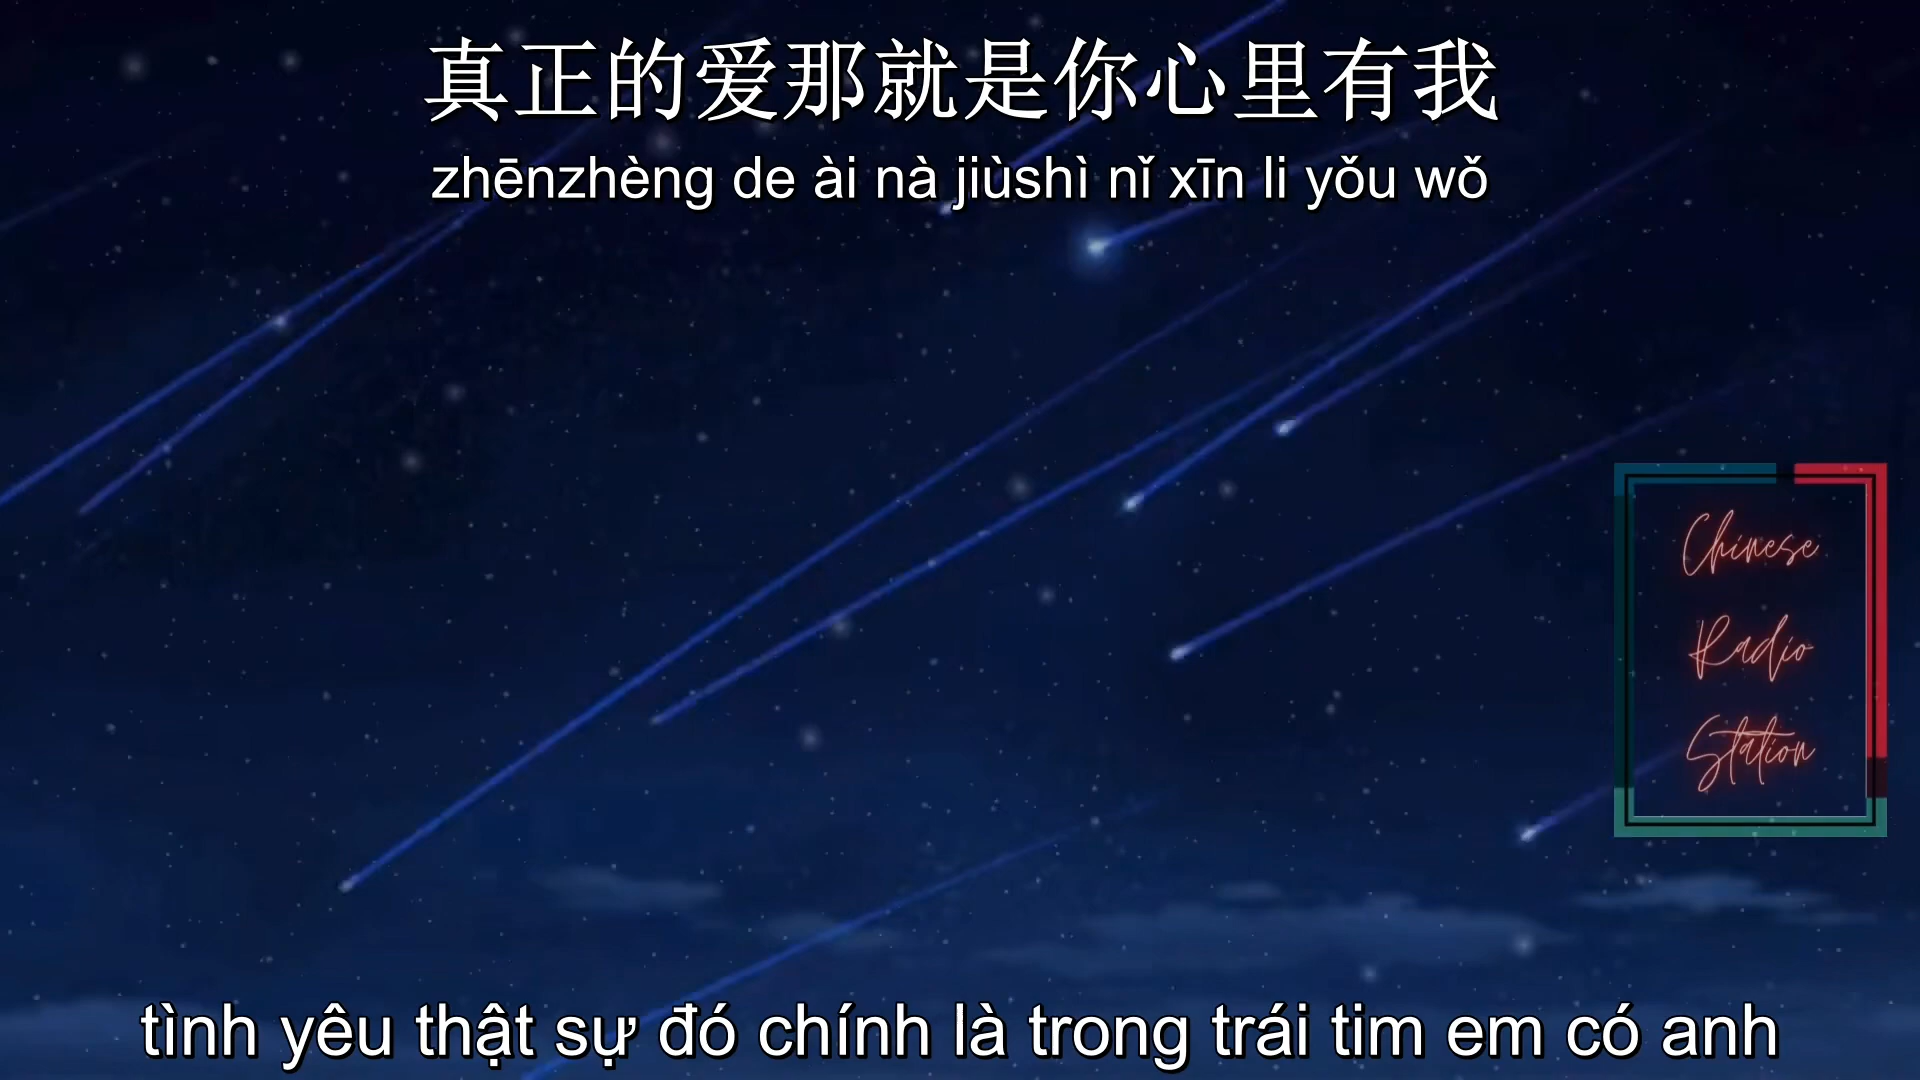 真正的爱那就是你心里有我
zhēnzhèng de ài nà jiùshì nǐ xīn li yǒu wǒ
Chinese
Radio
Station
tình yêu thật sự đó chính là trong trái tim em có anh